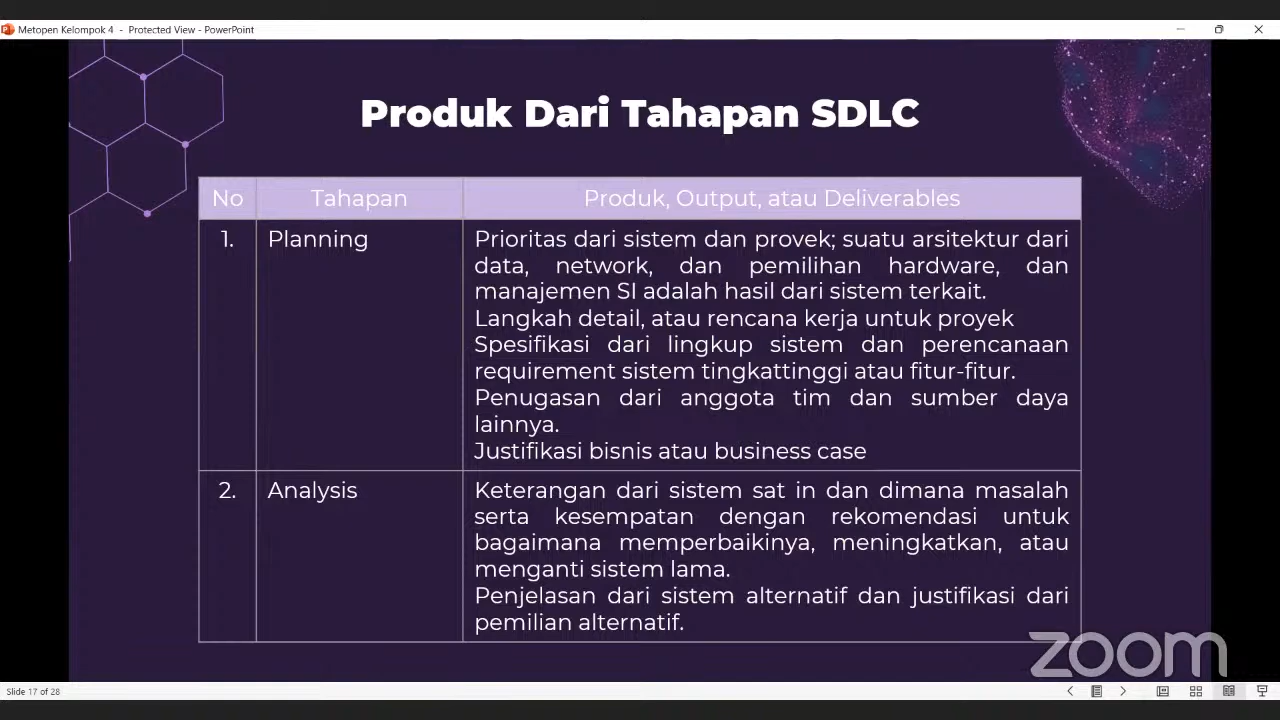 Metopen Kelompok 4 - Protected View - PowerPoint
Produk Dari Tahapan SDLC
No Tahapan Produk, Output, atau Deliverables
1. Planning Prioritas dari sistem dan provek; suatu arsitektur dari
data, network, dan pemilihan hardware, dan
manajemen SI adalah hasil dari sistem terkait.
Langkah detail, atau rencana kerja untuk proyek
Spesifikasi dari lingkup sistem dan perencanaan
requirement sistem tingkattinggi atau fitur-fitur.
Penugasan dari anggota tim dan sumber daya
lainnya.
Justifikasi bisnis atau business case
2. Analysis Keterangan dari sistem sat in dan dimana masalah
serta kesempatan dengan rekomendasi untuk
bagaimana memperbaikinya, meningkatkan, atau
menganti sistem lama.
Penjelasan dari sistem alternatif dan justifikasi dari
pemilian alternatif.
zoom
Slide 17 of 28